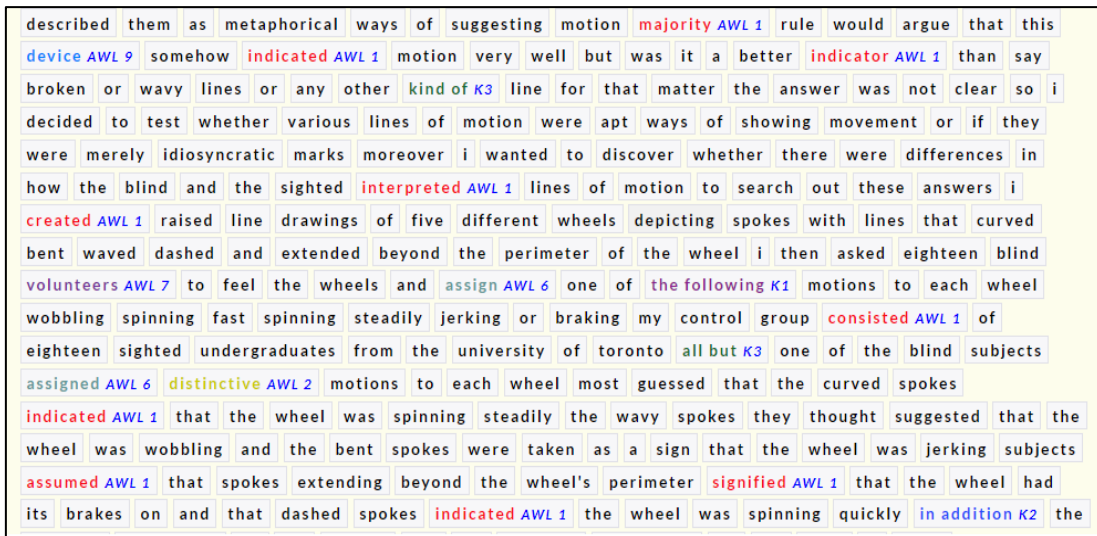 described them as metaphorical ways of suggesting motion majority AWL 1 rule would argue that this
device AWL 9 somehow indicated AWL 1 motion very well but was it a better indicator AWL 1 than say
broken or wavy lines or any other kind of K3 line for that matter the answer was not clear so i
decided to test whether various lines of motion were apt ways of showing movement or if they
were merely idiosyncratic marks moreover i wanted to discover whether there were differences in
how the blind and the sighted interpreted AWL 1 lines of motion to search out these answers i
created AWL 1 raised line drawings of five different wheels depicting spokes with lines that curved
bent waved dashed and extended beyond the perimeter of the wheel i then asked eighteen blind
volunteers AWL 7 to feel the wheels and assign AWL 6 one of the following K1 motions to each wheel
wobbling spinning fast spinning steadily jerking or braking my control group consisted AWL 1 of
eighteen sighted undergraduates from the university of toronto all but K3 one of the blind subjects
assigned AWL 6 distinctive AWL 2 motions to each wheel most guessed that the curved spokes
indicated AWL 1 that the wheel was spinning steadily the wavy spokes they thought suggested that the
wheel was wobbling and the bent spokes were taken as a sign that the wheel was jerking subjects
assumed AWL 1 that spokes extending beyond the wheel's perimeter signified AWL 1 that the wheel had
its brakes on and that dashed spokes indicated AWL 1 the wheel was spinning quickly in addition K2 the